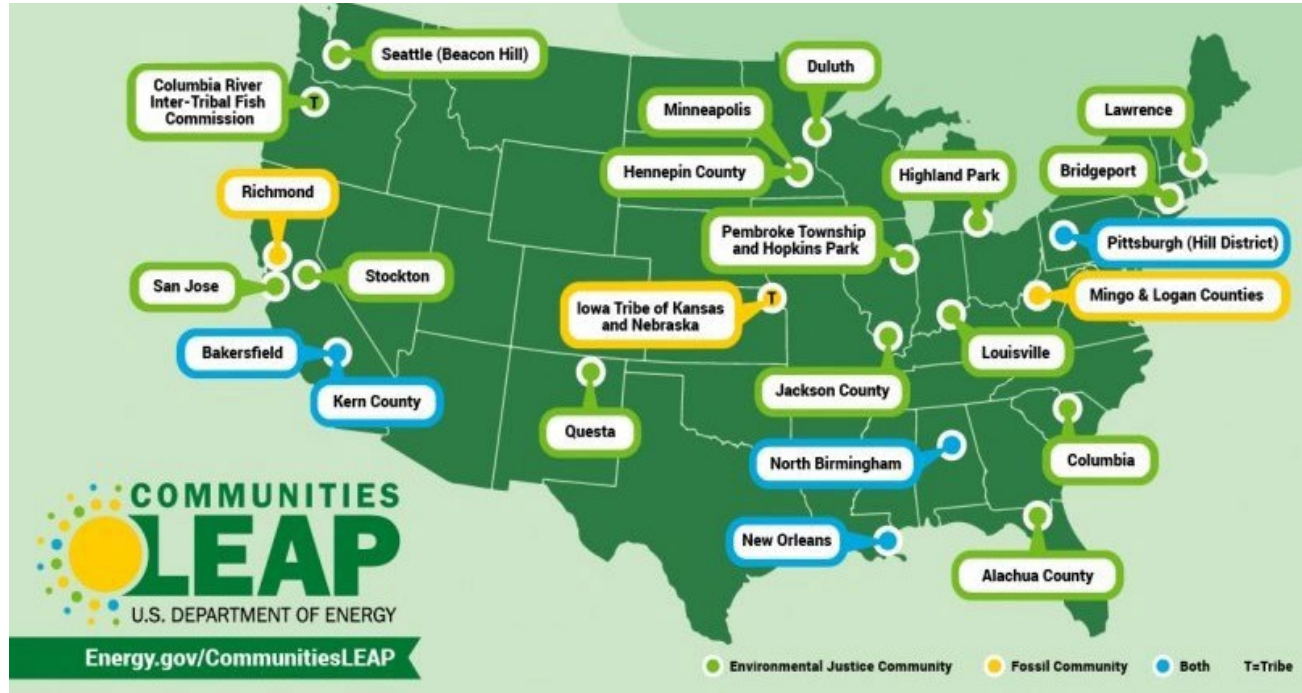 Seattle (Beacon Hill)
Columbia River
Inter-Tribal Fish
Commission
T
Duluth
Minneapolis
Hennepin County
Lawrence
Highland Park
Bridgeport
Richmond
Pembroke Township
and Hopkins Park
Pittsburgh (Hill District)
San Jose
Stockton
Iowa Tribe of Kansas
and Nebraska
T
Mingo & Logan Counties
Bakersfield
Kern County
Louisville
Jackson County
Questa
North Birmingham
Columbia
New Orleans
Alachua County
COMMUNITIES
LEAP
U.S. DEPARTMENT OF ENERGY
Energy.gov/CommunitiesLEAP
Environmental Justice Community
Fossil Community
Both
T=Tribe